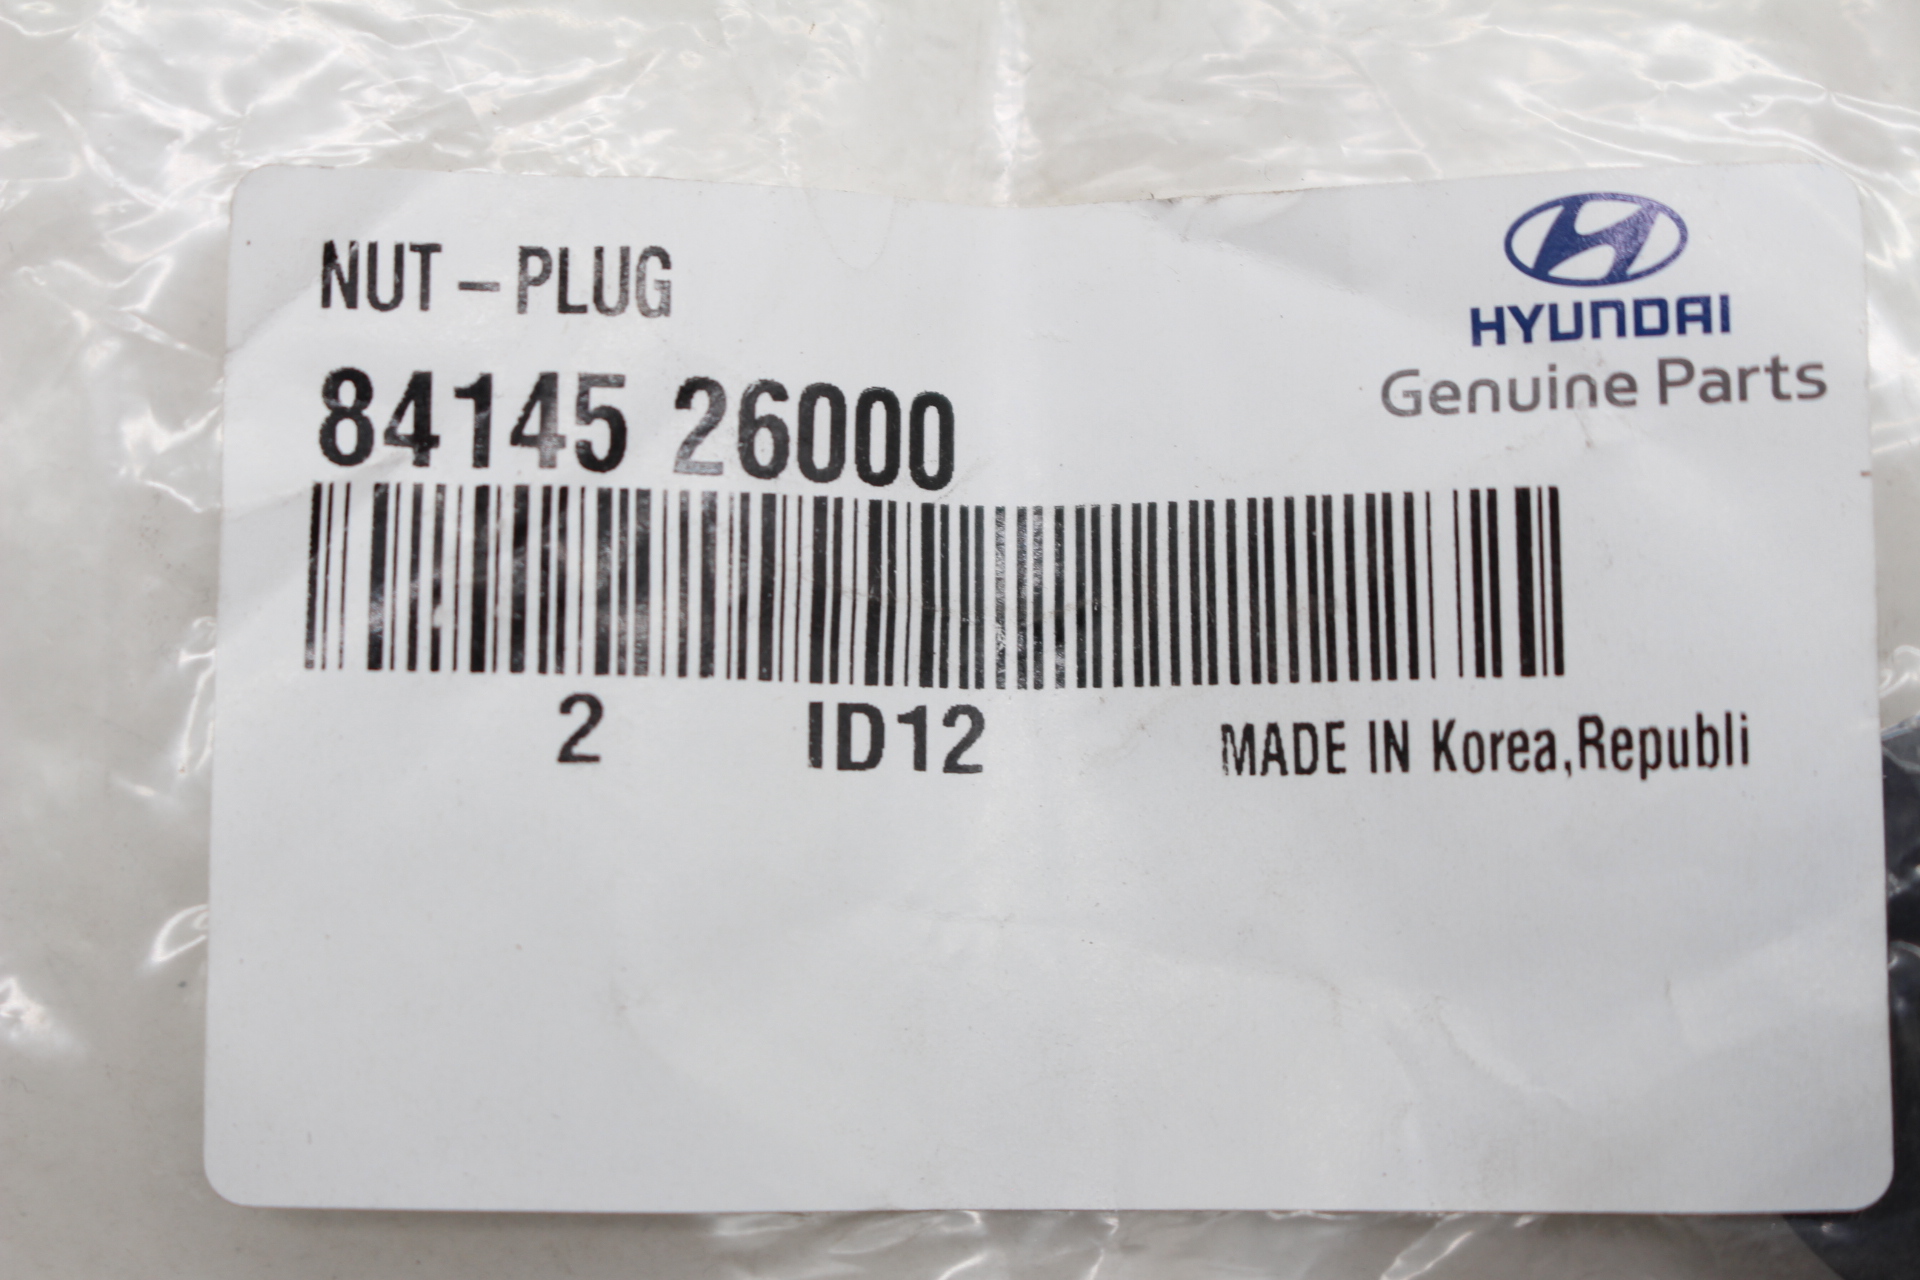 NUT-PLUG
HYUNDAI
Genuine Parts
84145 26000
2 ID12 MADE IN Korea,Republi